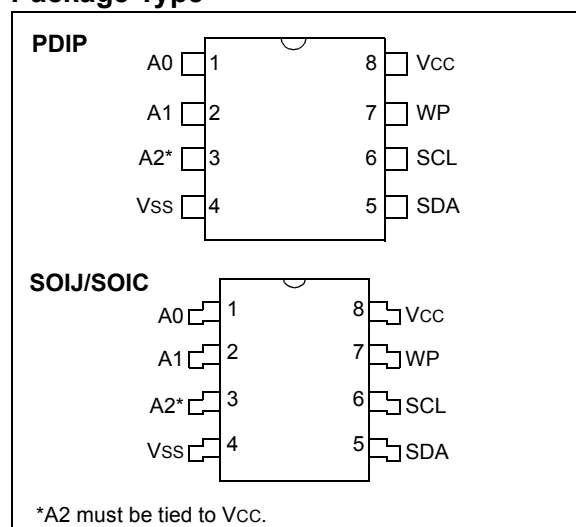 Package Type
PDIP
A0 1 8 VCC
A1 2 7 WP
A2* 3 6 SCL
VSS 4 5 SDA
SOIJ/SOIC
A0 1 8 VCC
A1 2 7 WP
A2* 3 6 SCL
VSS 4 5 SDA
*A2 must be tied to VCC.